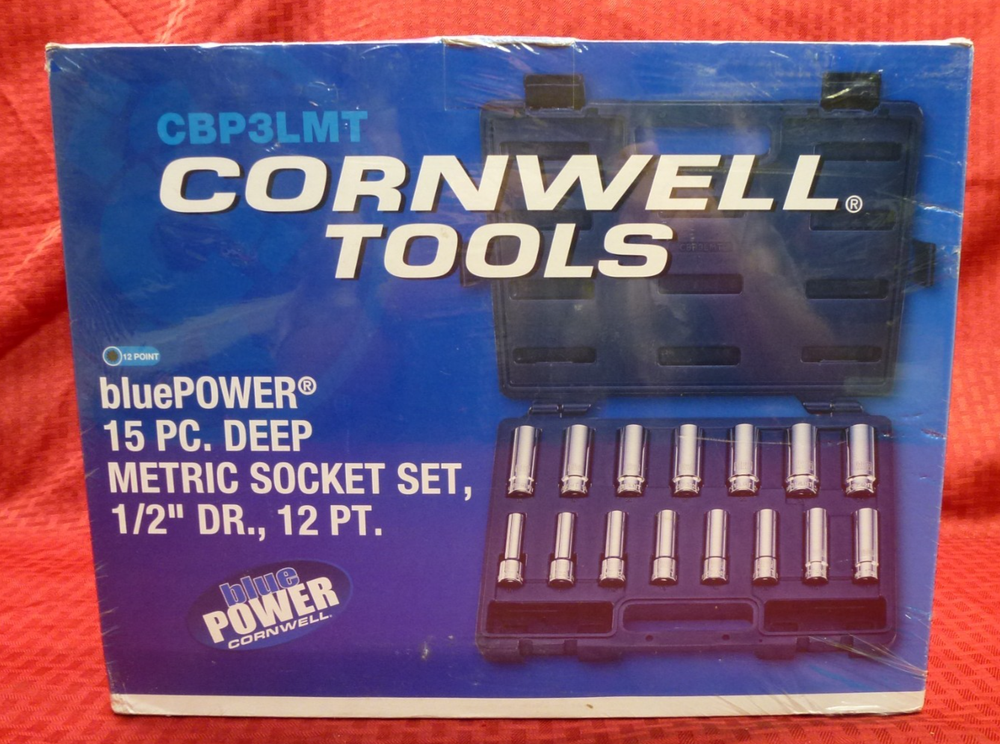 CBP3LMT
CORNWELL®
TOOLS
12 POINT
bluePOWER®
15 PC. DEEP
METRIC SOCKET SET,
1/2" DR., 12 PT.
blue
POWER
CORNWELL